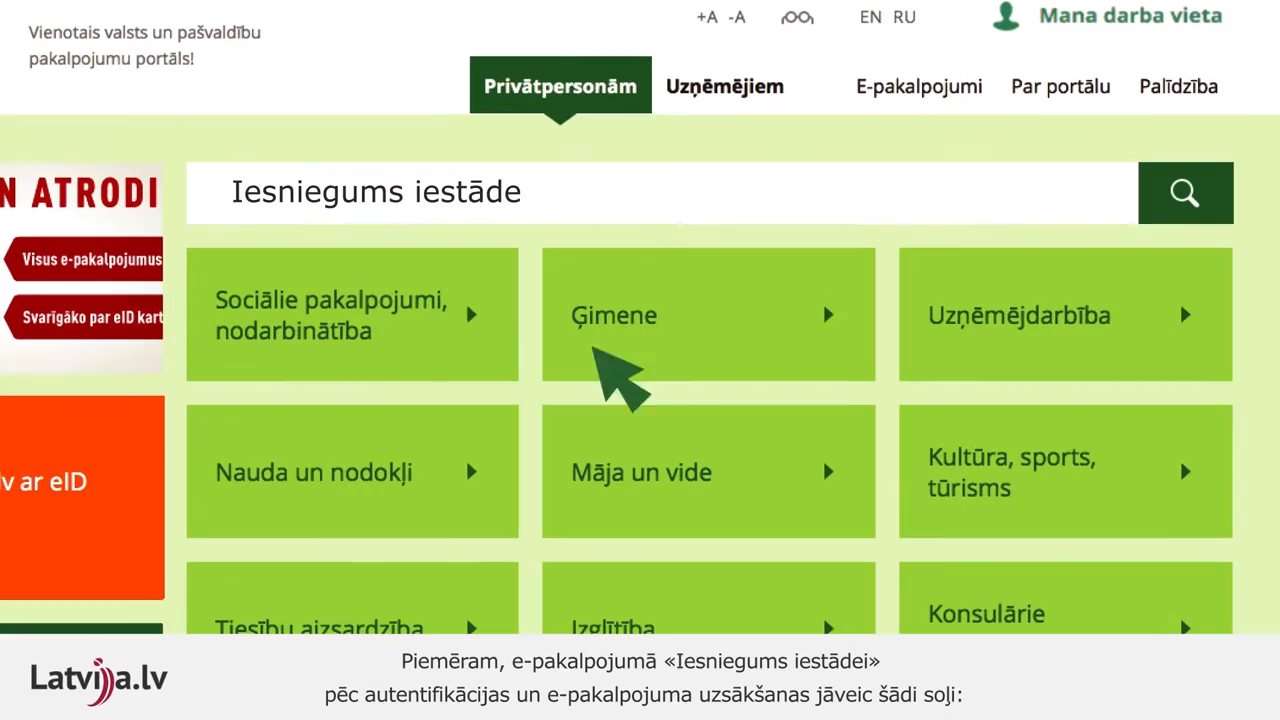 Vienotais valsts un pašvaldību
pakalpojumu portāls!
+A -A
EN RU
Mana darba vieta
Privātpersonām
Uzņēmējiem
E-pakalpojumi
Par portālu
Palīdzība
N ATRODI
Visus e-pakalpojumus
Svarīgāko par eID kart
lv ar eID
Iesniegums iestāde
Sociālie pakalpojumi,
nodarbinātība
Ģimene
Uzņēmējdarbība
Nauda un nodokļi
Māja un vide
Kultūra, sports,
tūrisms
Tiesību aizsardzība
Izglītība
Konsulārie
Latvija.lv
Piemēram, e-pakalpojumā «Iesniegums iestādei»
pēc autentifikācijas un e-pakalpojuma uzsākšanas jāveic šādi soļi: